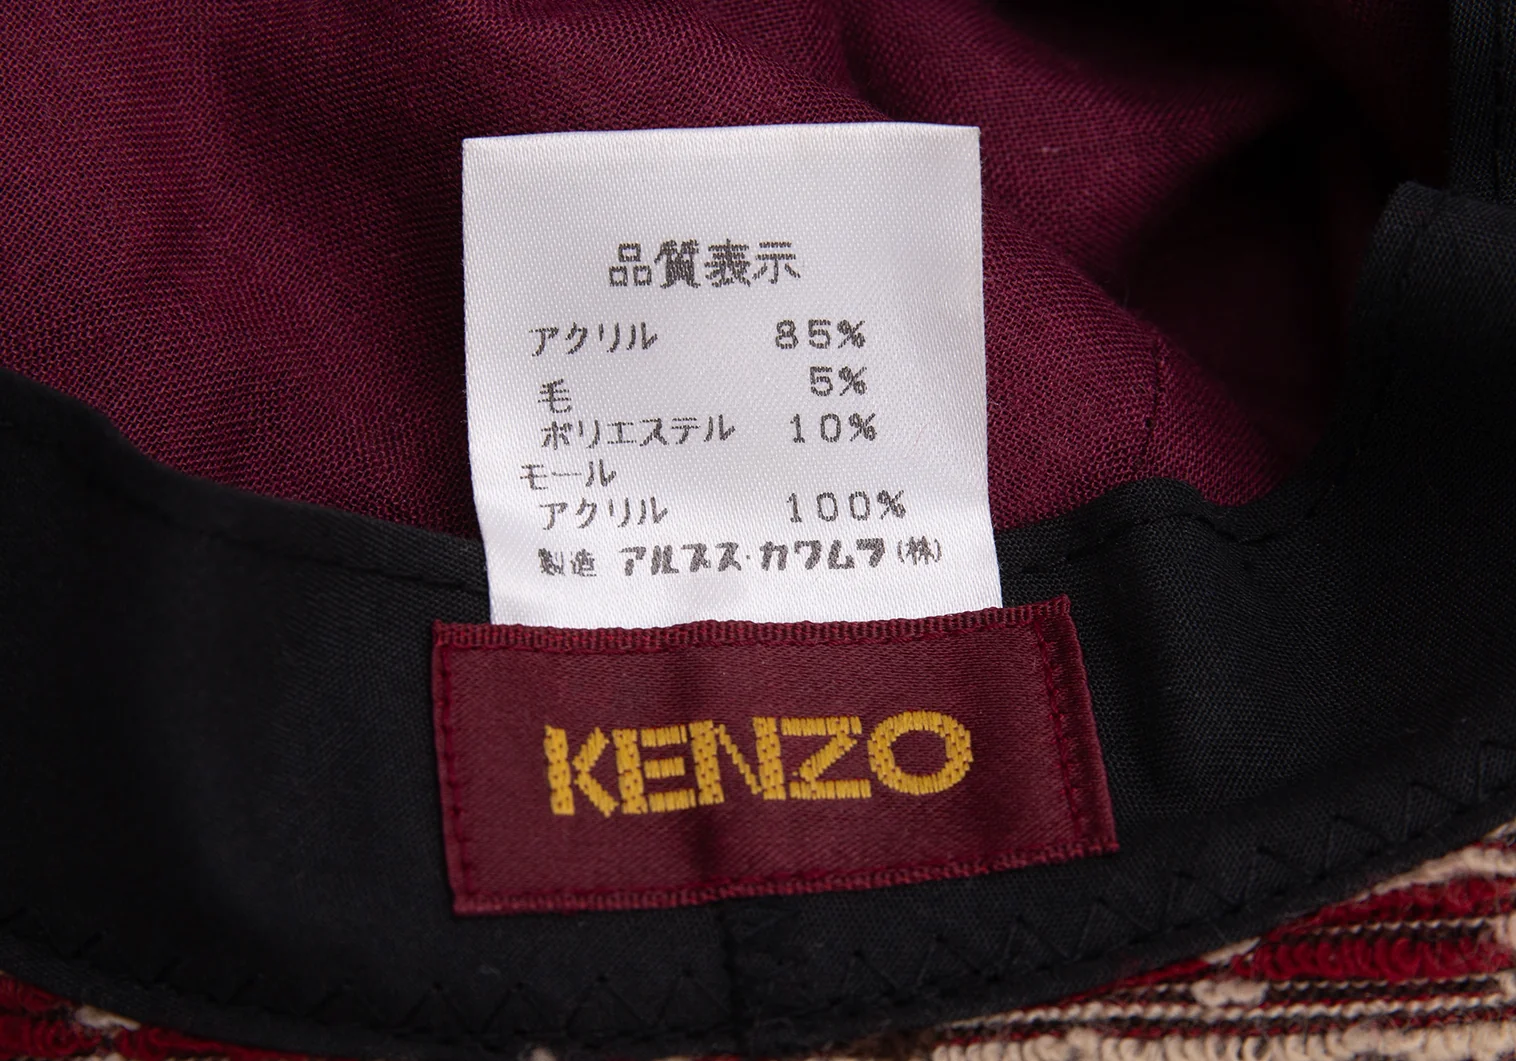 品質表示
アクリル 85%
毛 5%
ポリエステル 10%
モール
アクリル 100%
製造 アルスス・カワムラ(株)
KENZO